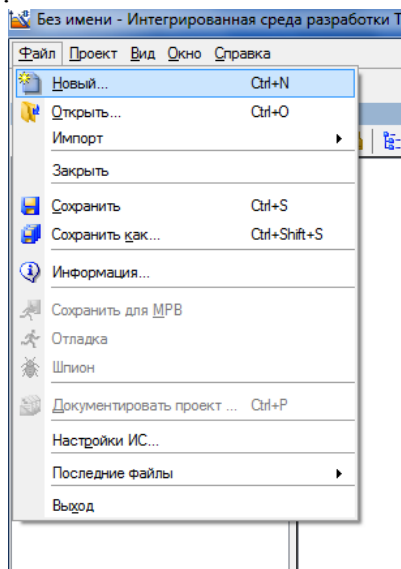 Без имени - Интегрированная среда разработки T
Файл Проект Вид Окно Справка
Новый... Ctrl+N
Открыть... Ctrl+O
Импорт
Закрыть
Сохранить Ctrl+S
Сохранить как... Ctrl+Shift+S
Информация...
Сохранить для МРВ
Отладка
Шпион
Документировать проект ... Ctrl+P
Настройки ИС...
Последние файлы
Выход